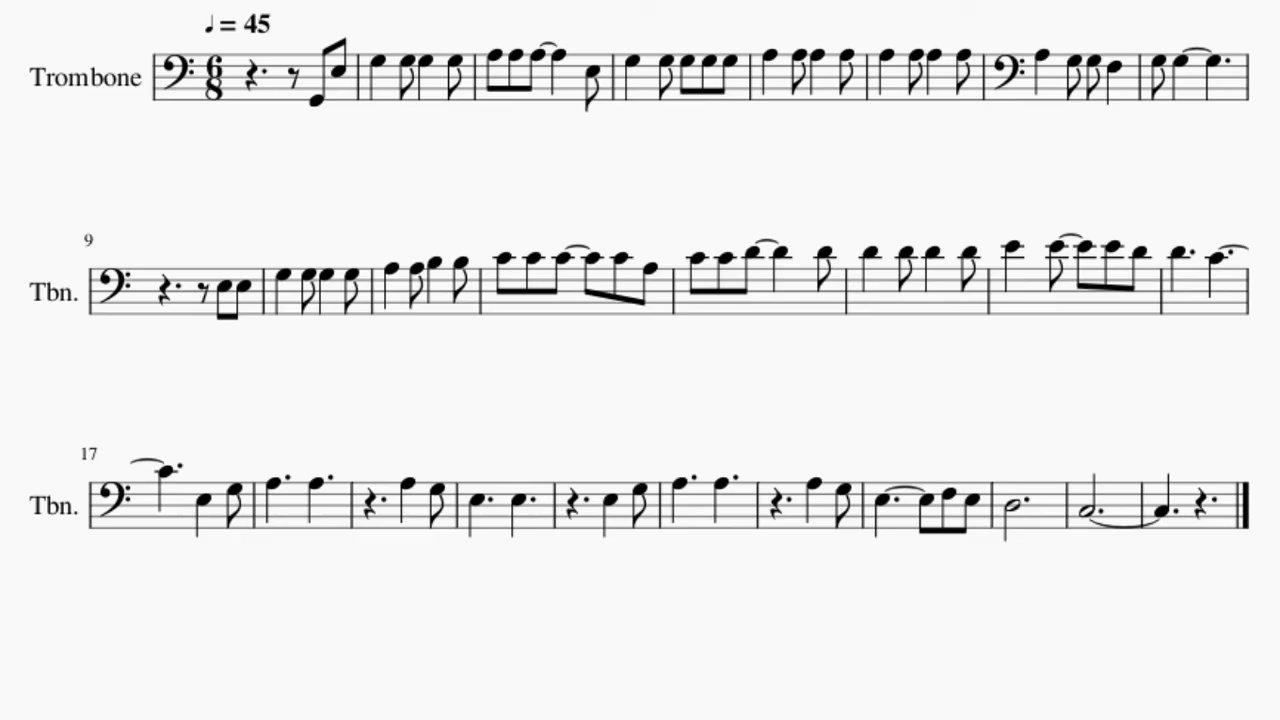 ♩ = 45
Trombone
6
8
9
Tbn.
17
Tbn.